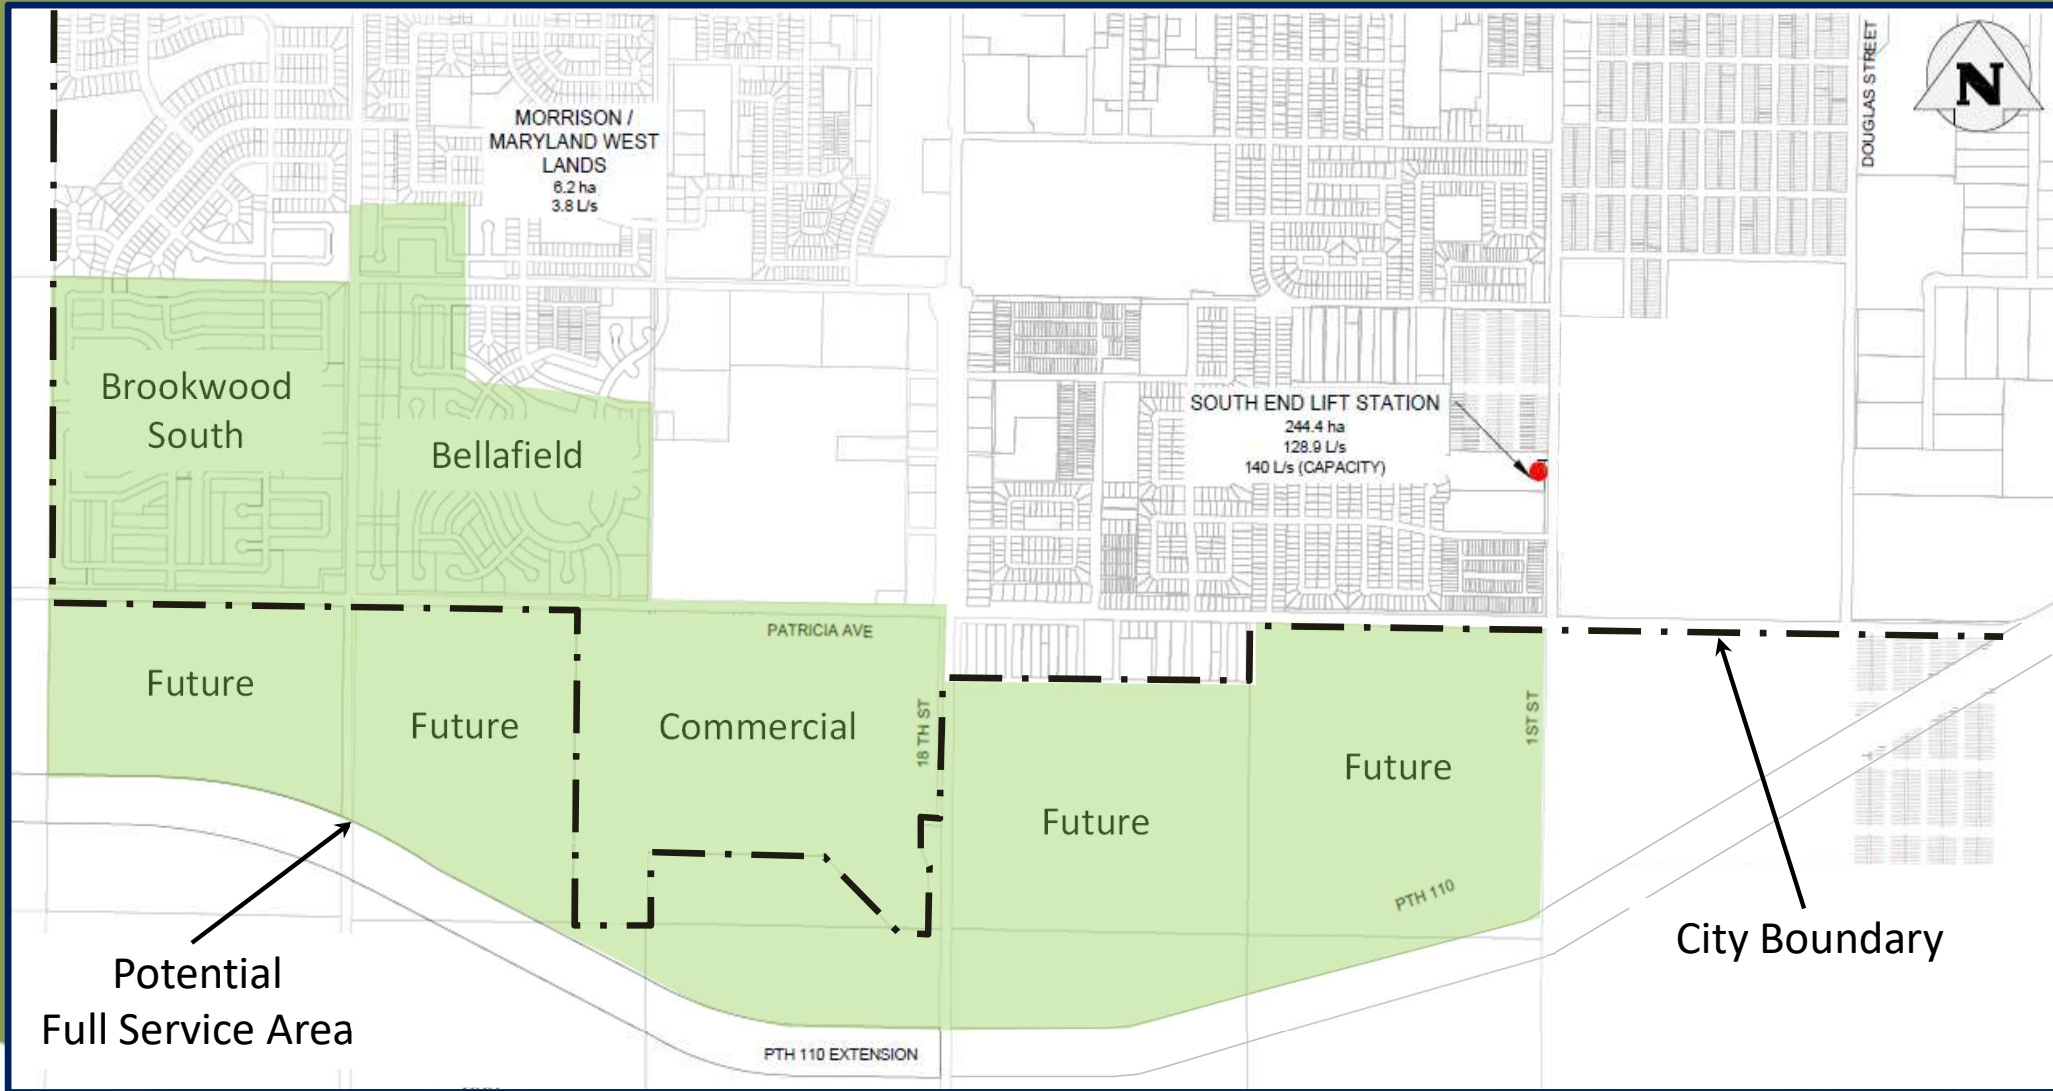 DOUGLAS STREET
N
MORRISON /
MARYLAND WEST
LANDS
6.2 ha
3.8 L/s
Brookwood
South
Bellafield
SOUTH END LIFT STATION
244.4 ha
128.9 L/s
140 L/s (CAPACITY)
PATRICIA AVE
Future
Future
Commercial
18 TH ST
Future
Future
1ST ST
PTH 110
City Boundary
Potential
Full Service Area
PTH 110 EXTENSION